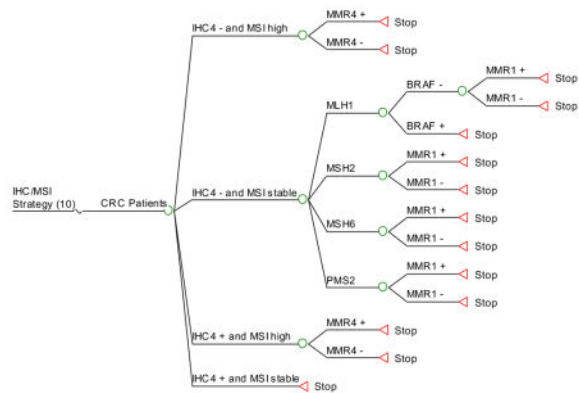 MMR4 +
Stop
IHC4 - and MSI high
MMR4 -
Stop
MMR1 +
Stop
BRAF -
MMR1 -
Stop
MLH1
BRAF +
Stop
MMR1 +
Stop
MSH2
MMR1 -
Stop
IHC/MSI
Strategy (10)
CRC Patients
IHC4 - and MSI stable
MMR1 +
Stop
MSH6
MMR1 -
Stop
MMR1 +
Stop
PMS2
MMR1 -
Stop
MMR4 +
Stop
IHC4 + and MSI high
MMR4 -
Stop
IHC4 + and MSI stable
Stop